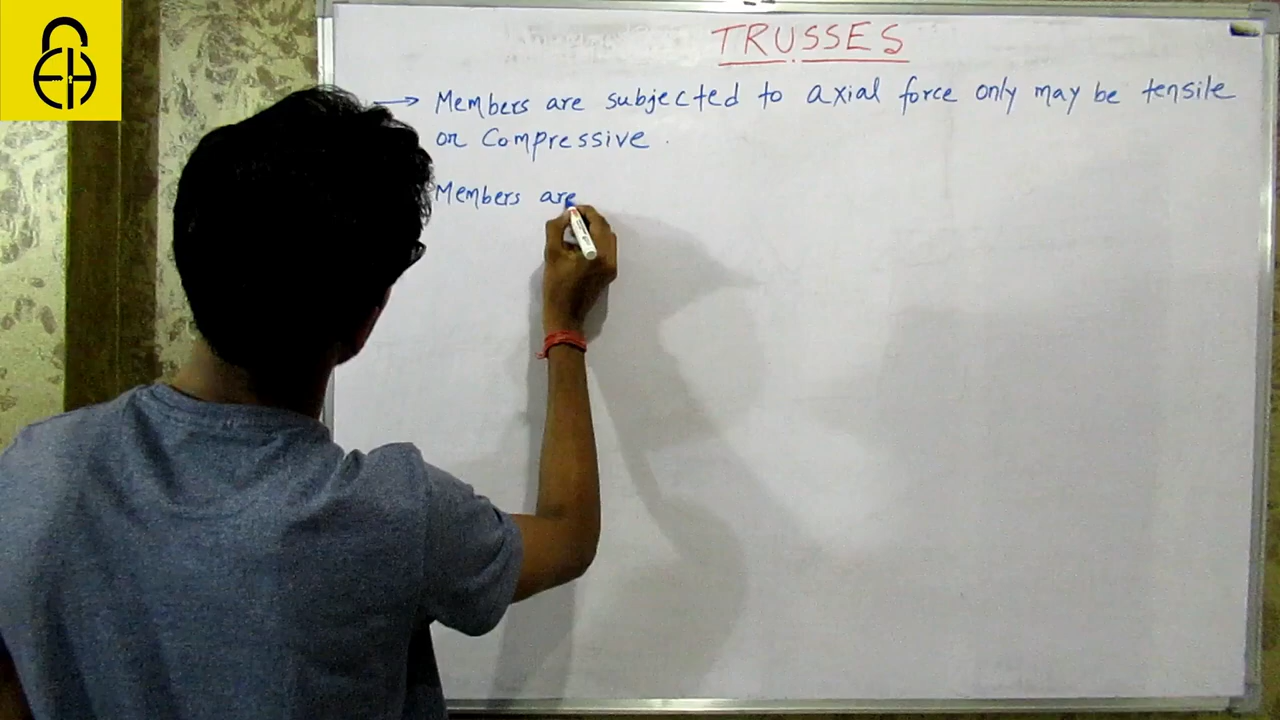 TRUSSES
→ Members are subjected to axial force only may be tensile
or Compressive.
Members are